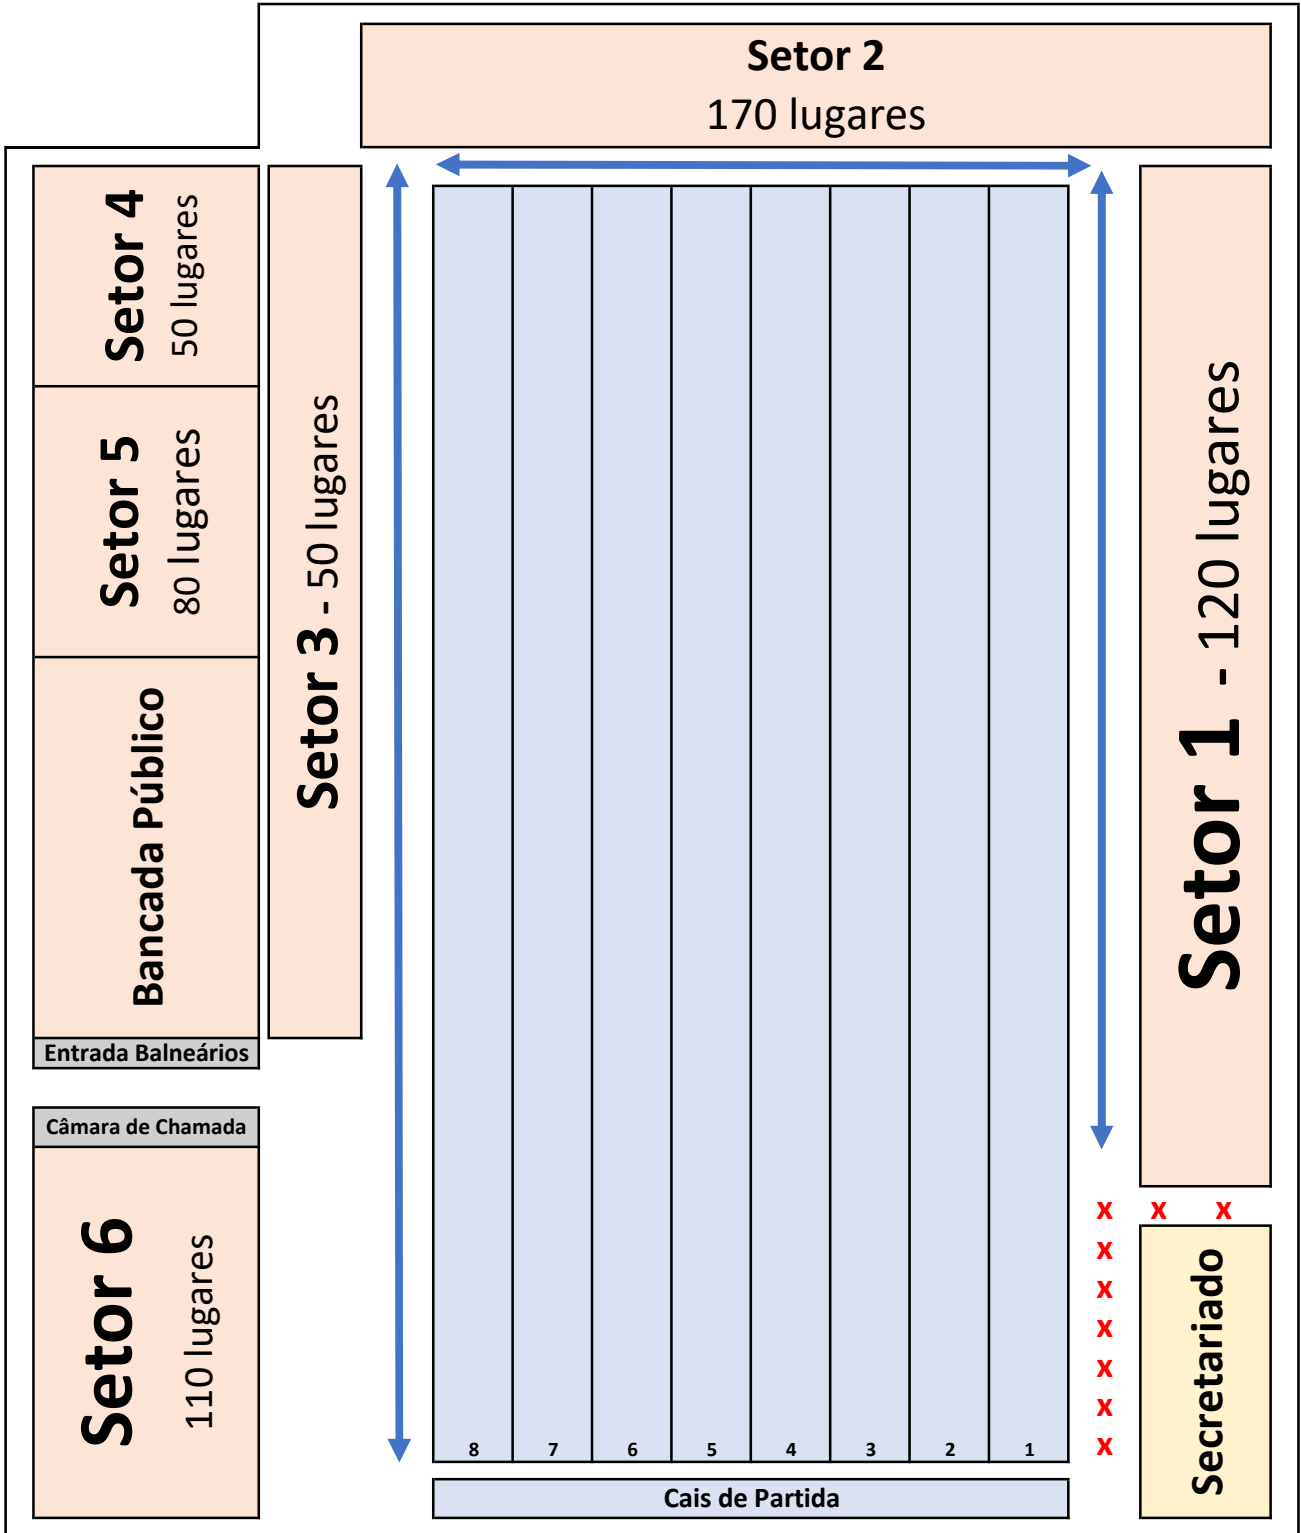 Setor 2
170 lugares
Setor 4
50 lugares
Setor 5
80 lugares
Bancada Público
Entrada Balneários
Setor 3 - 50 lugares
Setor 1 - 120 lugares
Câmara de Chamada
Setor 6
110 lugares
x x x
x
x
x
x
x
x
Secretariado
8 7 6 5 4 3 2 1
Cais de Partida